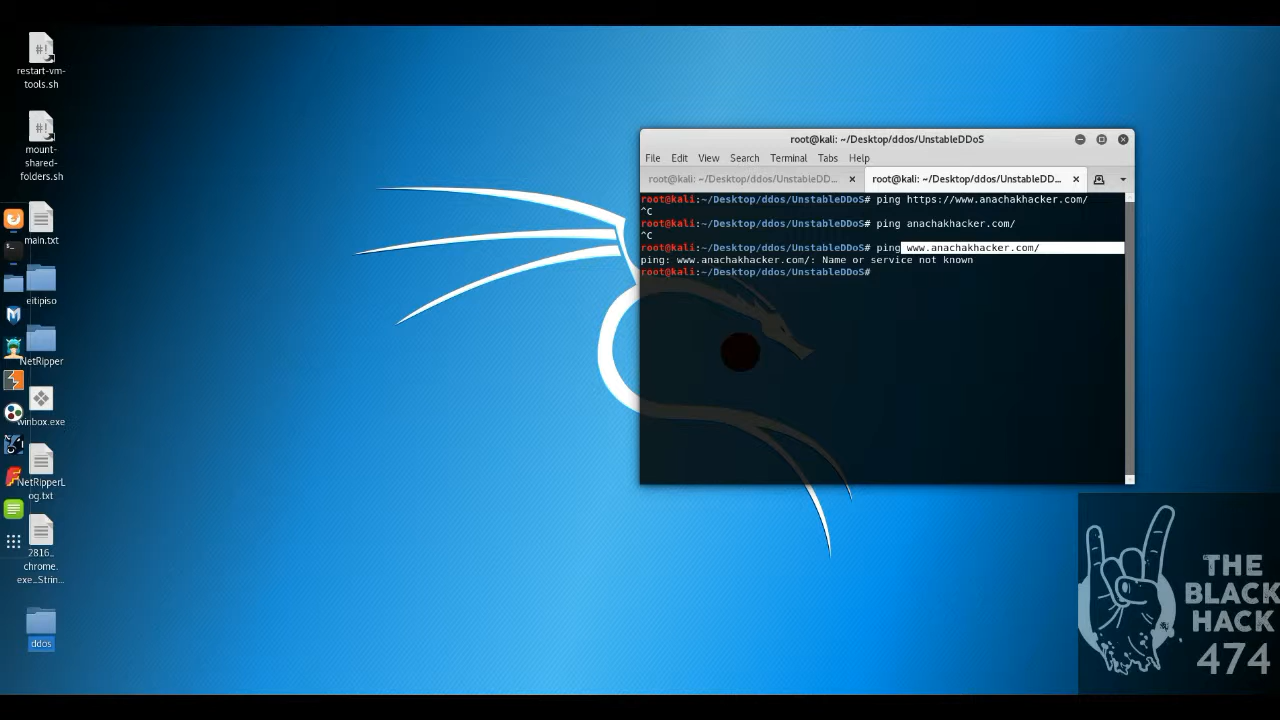 restart-vm-
tools.sh
mount-
shared-
folders.sh
main.txt
eitipiso
NetRipper
winbox.exe
NetRipperL
og.txt
2816_
chrome.
exe_Strin...
ddos
root@kali: ~/Desktop/ddos/UnstableDDoS
File Edit View Search Terminal Tabs Help
root@kali: ~/Desktop/ddos/UnstableDD...
root@kali: ~/Desktop/ddos/UnstableDD...
root@kali:~/Desktop/ddos/UnstableDDoS# ping https://www.anachakhacker.com/
^C
root@kali:~/Desktop/ddos/UnstableDDoS# ping anachakhacker.com/
^C
root@kali:~/Desktop/ddos/UnstableDDoS# ping www.anachakhacker.com/
ping: www.anachakhacker.com/: Name or service not known
root@kali:~/Desktop/ddos/UnstableDDoS#
THE
BLACK
HACK
474